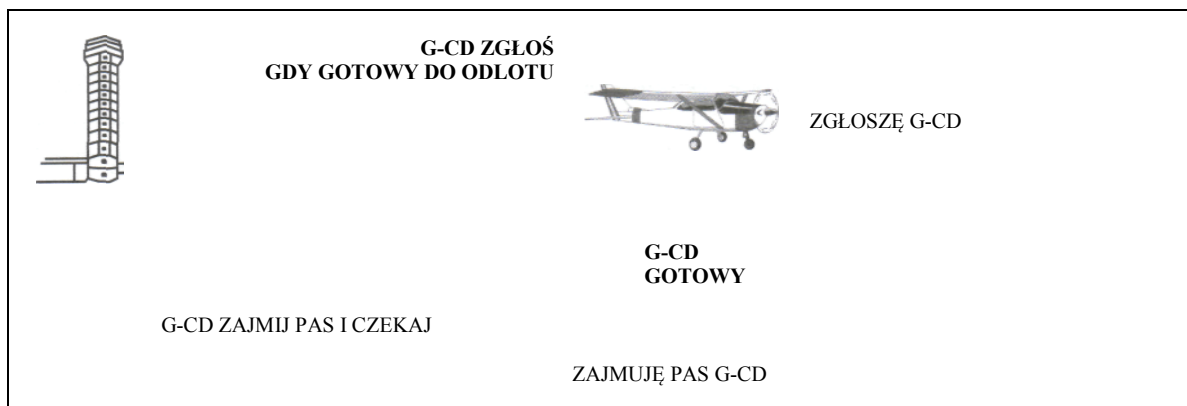 G-CD ZGŁOŚ
GDY GOTOWY DO ODLOTU
ZGŁOSZĘ G-CD
G-CD
GOTOWY
G-CD ZAJMIJ PAS I CZEKAJ
ZAJMUJĘ PAS G-CD